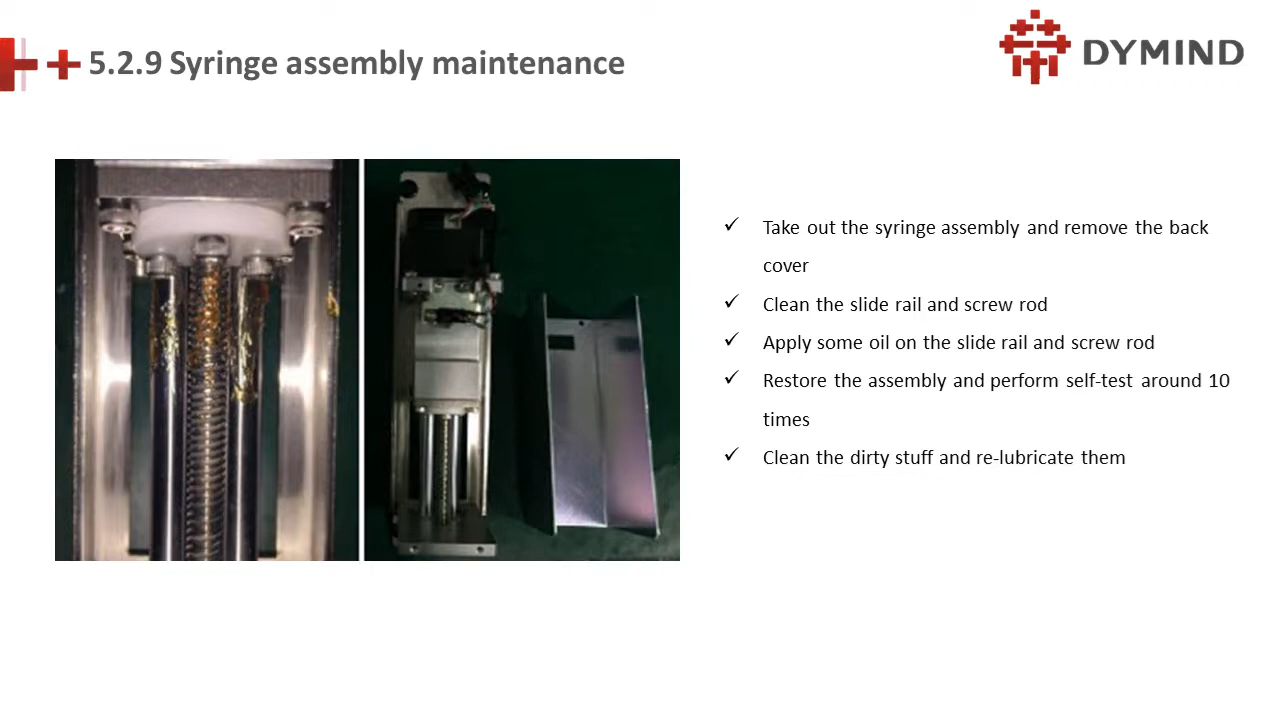 5.2.9 Syringe assembly maintenance
DYMIND
✓ Take out the syringe assembly and remove the back
cover
✓ Clean the slide rail and screw rod
✓ Apply some oil on the slide rail and screw rod
✓ Restore the assembly and perform self-test around 10
times
✓ Clean the dirty stuff and re-lubricate them